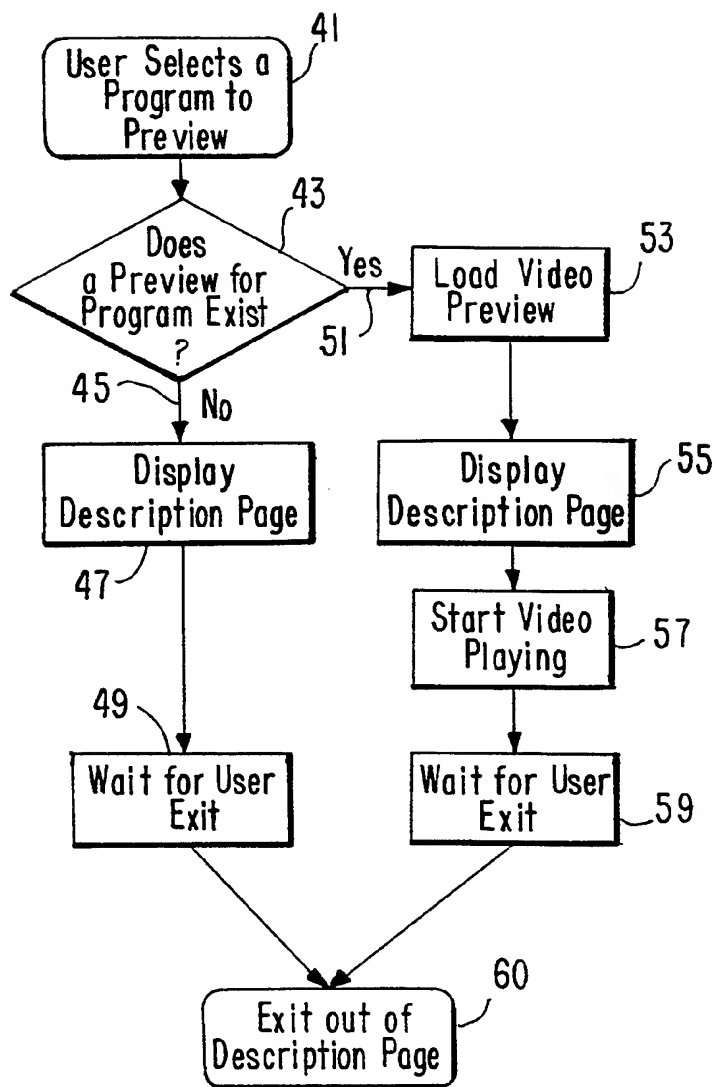 41
User Selects a
Program to
Preview
43
Does
a Preview for
Program Exist
?
Yes
51
53
Load Video
Preview
45
No
Display
Description Page
47
55
Display
Description Page
Start Video
Playing
57
49
Wait for User
Exit
Wait for User
Exit
59
60
Exit out of
Description Page